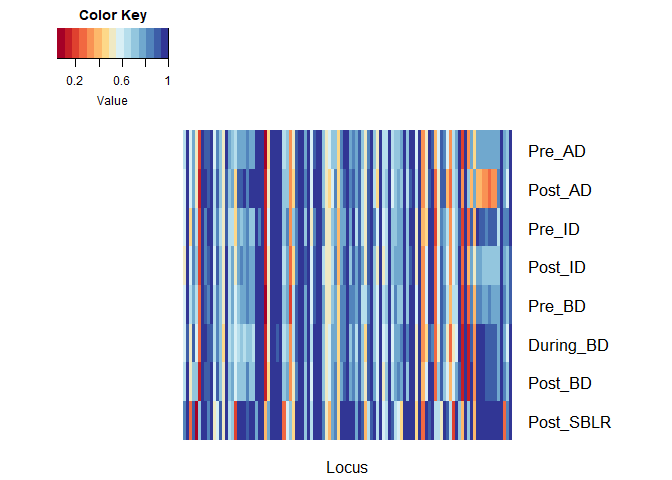 Color Key
0.2 0.6 1
Value
Pre_AD
Post_AD
Pre_ID
Post_ID
Pre_BD
During_BD
Post_BD
Post_SBLR
Locus